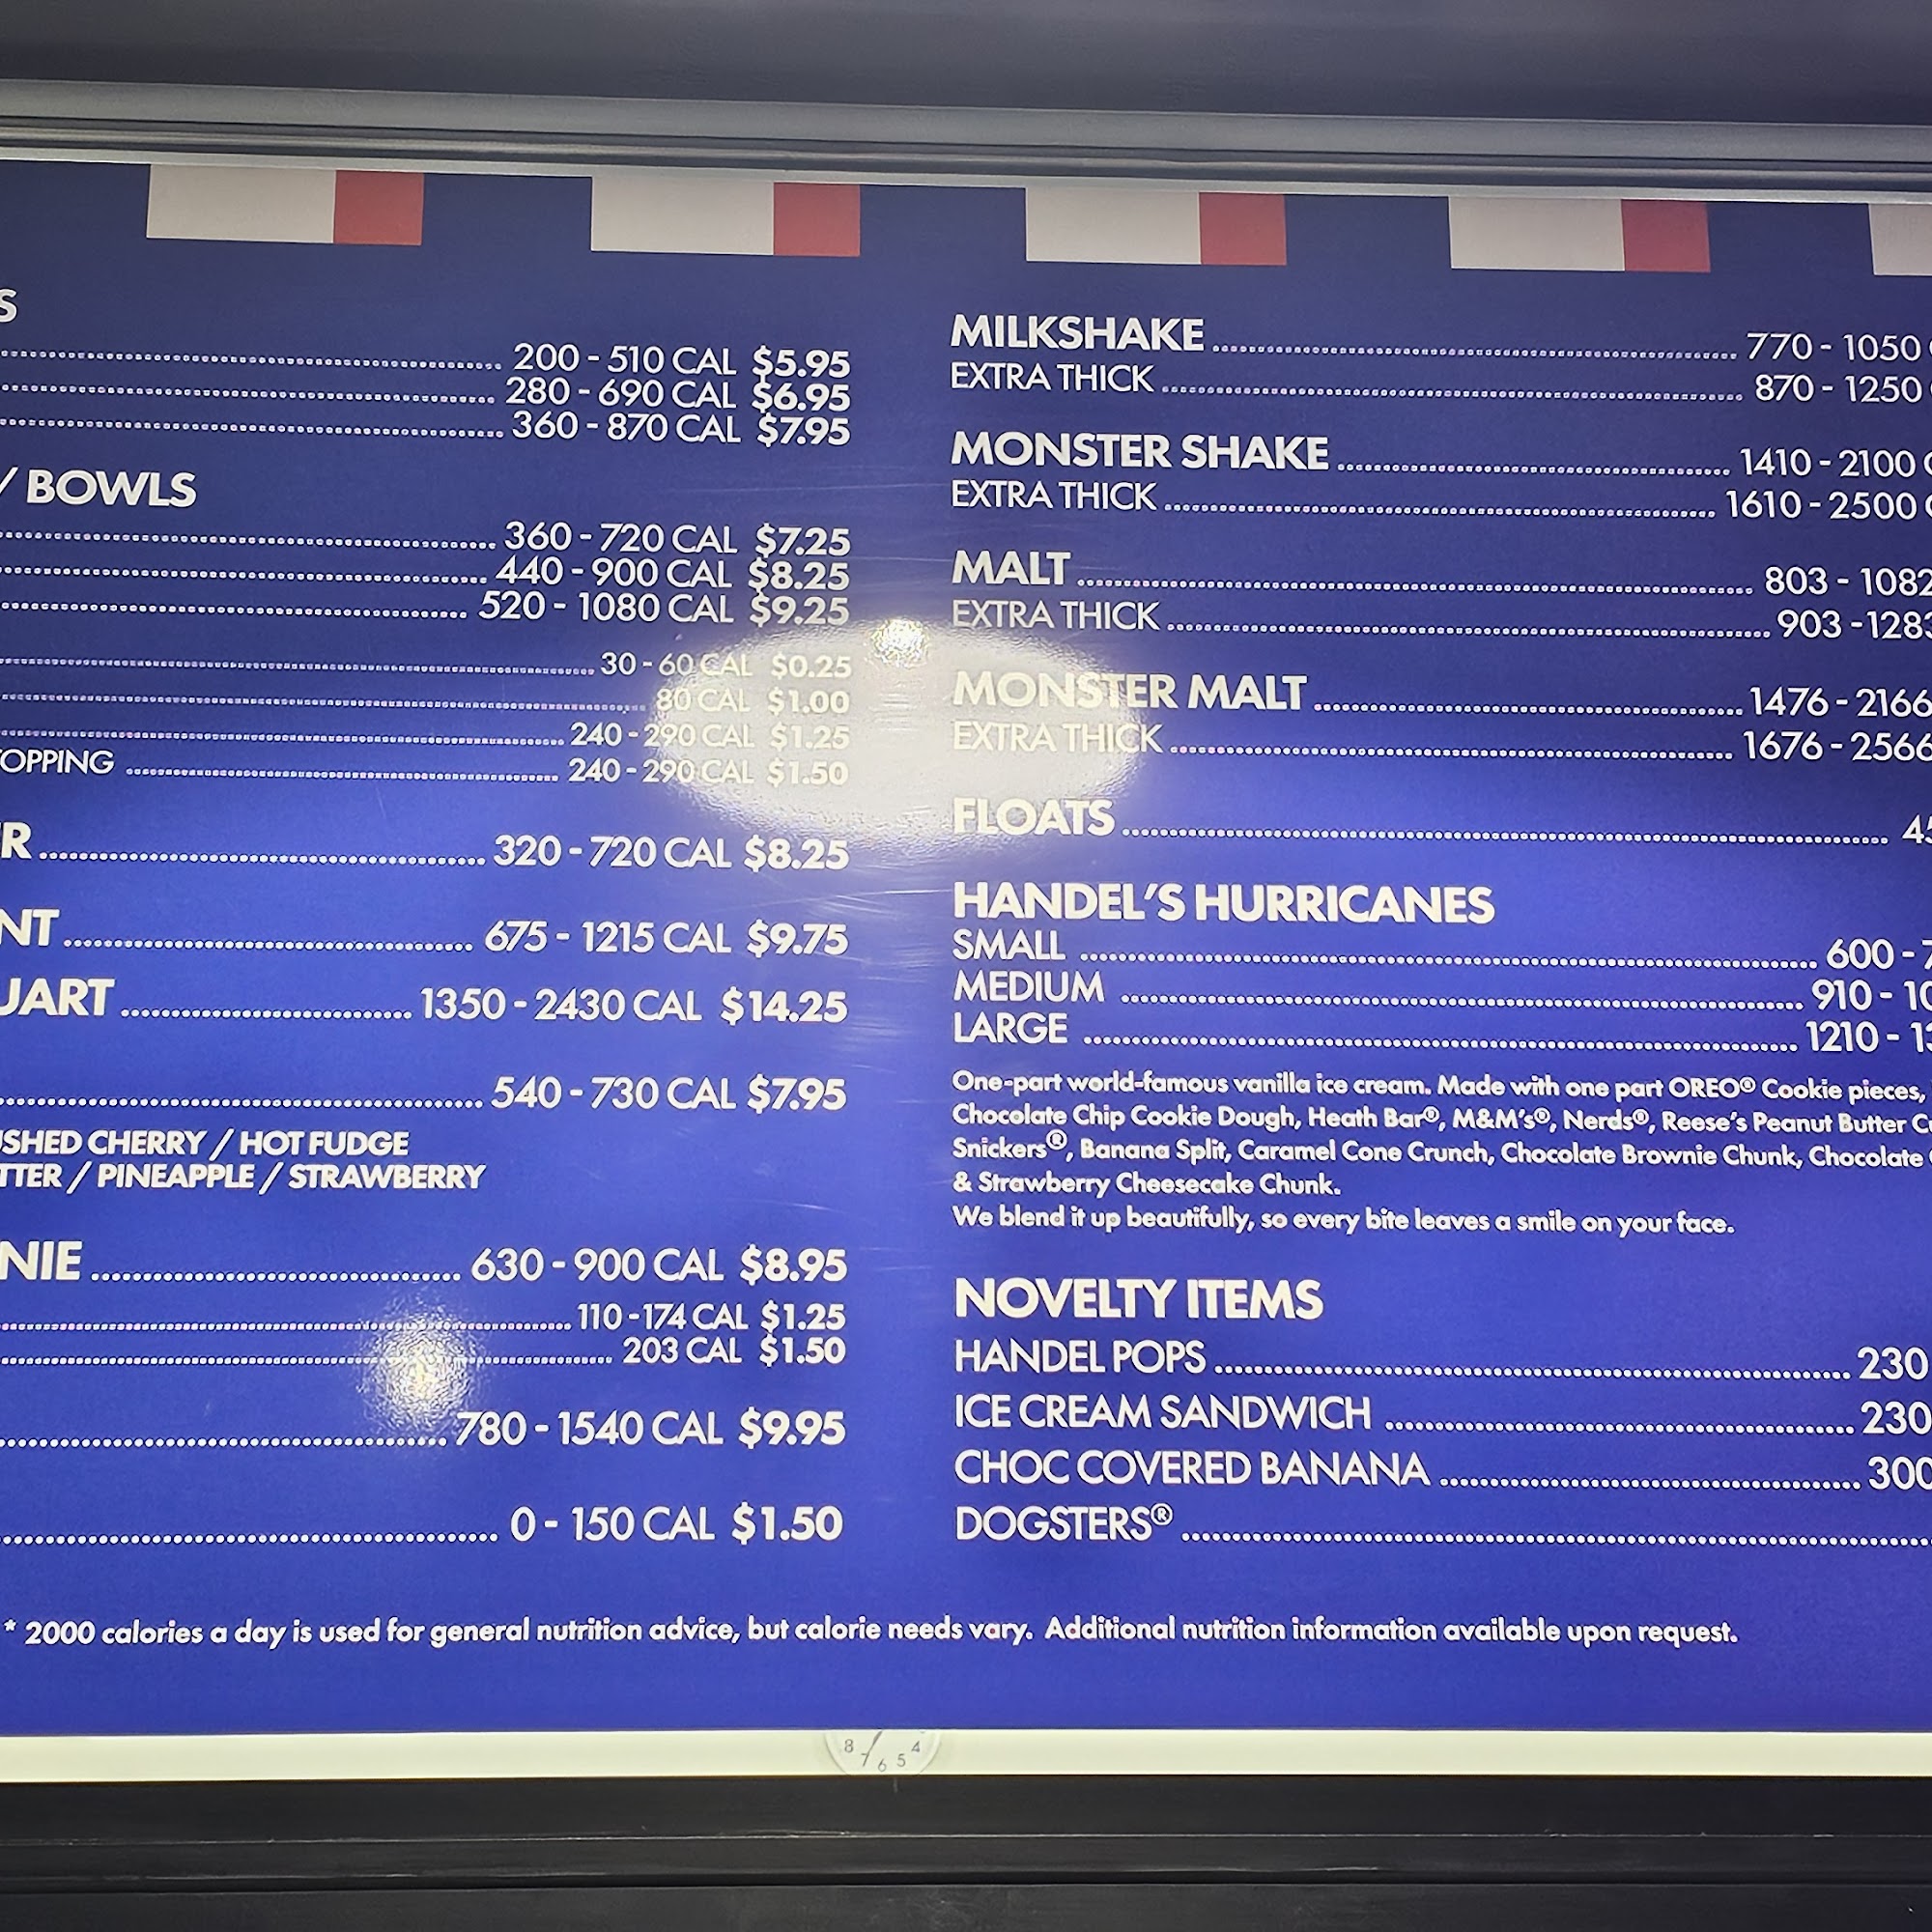 S
200 - 510 CAL $5.95
280 - 690 CAL $6.95
360 - 870 CAL $7.95
/ BOWLS
360 - 720 CAL $7.25
440 - 900 CAL $8.25
520 - 1080 CAL $9.25
30 - 60 CAL $0.25
80 CAL $1.00
240 - 290 CAL $1.25
OPPING 240 - 290 CAL $1.50
R 320 - 720 CAL $8.25
NT 675 - 1215 CAL $9.75
UART 1350 - 2430 CAL $14.25
540 - 730 CAL $7.95
USHED CHERRY / HOT FUDGE
TTER / PINEAPPLE / STRAWBERRY
NIE 630 - 900 CAL $8.95
110 - 174 CAL $1.25
203 CAL $1.50
780 - 1540 CAL $9.95
0 - 150 CAL $1.50
MILKSHAKE 770 - 1050
EXTRA THICK 870 - 1250
MONSTER SHAKE 1410 - 2100
EXTRA THICK 1610 - 2500
MALT 803 - 1082
EXTRA THICK 903 - 1283
MONSTER MALT 1476 - 2166
EXTRA THICK 1676 - 2566
FLOATS 45
HANDEL'S HURRICANES
SMALL 600 - 7
MEDIUM 910 - 10
LARGE 1210 - 13
One-part world-famous vanilla ice cream. Made with one part OREO® Cookie pieces,
Chocolate Chip Cookie Dough, Heath Bar®, M&M's®, Nerds®, Reese's Peanut Butter Cu
Snickers®, Banana Split, Caramel Cone Crunch, Chocolate Brownie Chunk, Chocolate
& Strawberry Cheesecake Chunk.
We blend it up beautifully, so every bite leaves a smile on your face.
NOVELTY ITEMS
HANDEL POPS 230
ICE CREAM SANDWICH 230
CHOC COVERED BANANA 300
DOGSTERS®
* 2000 calories a day is used for general nutrition advice, but calorie needs vary. Additional nutrition information available upon request.
8 7 6 5 4